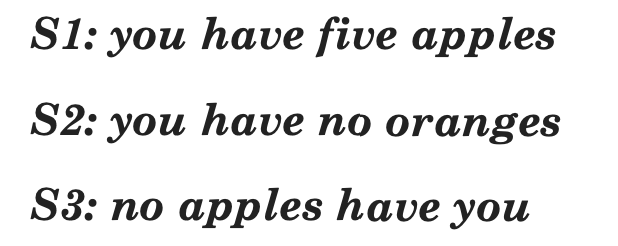 S1: you have five apples
S2: you have no oranges
S3: no apples have you